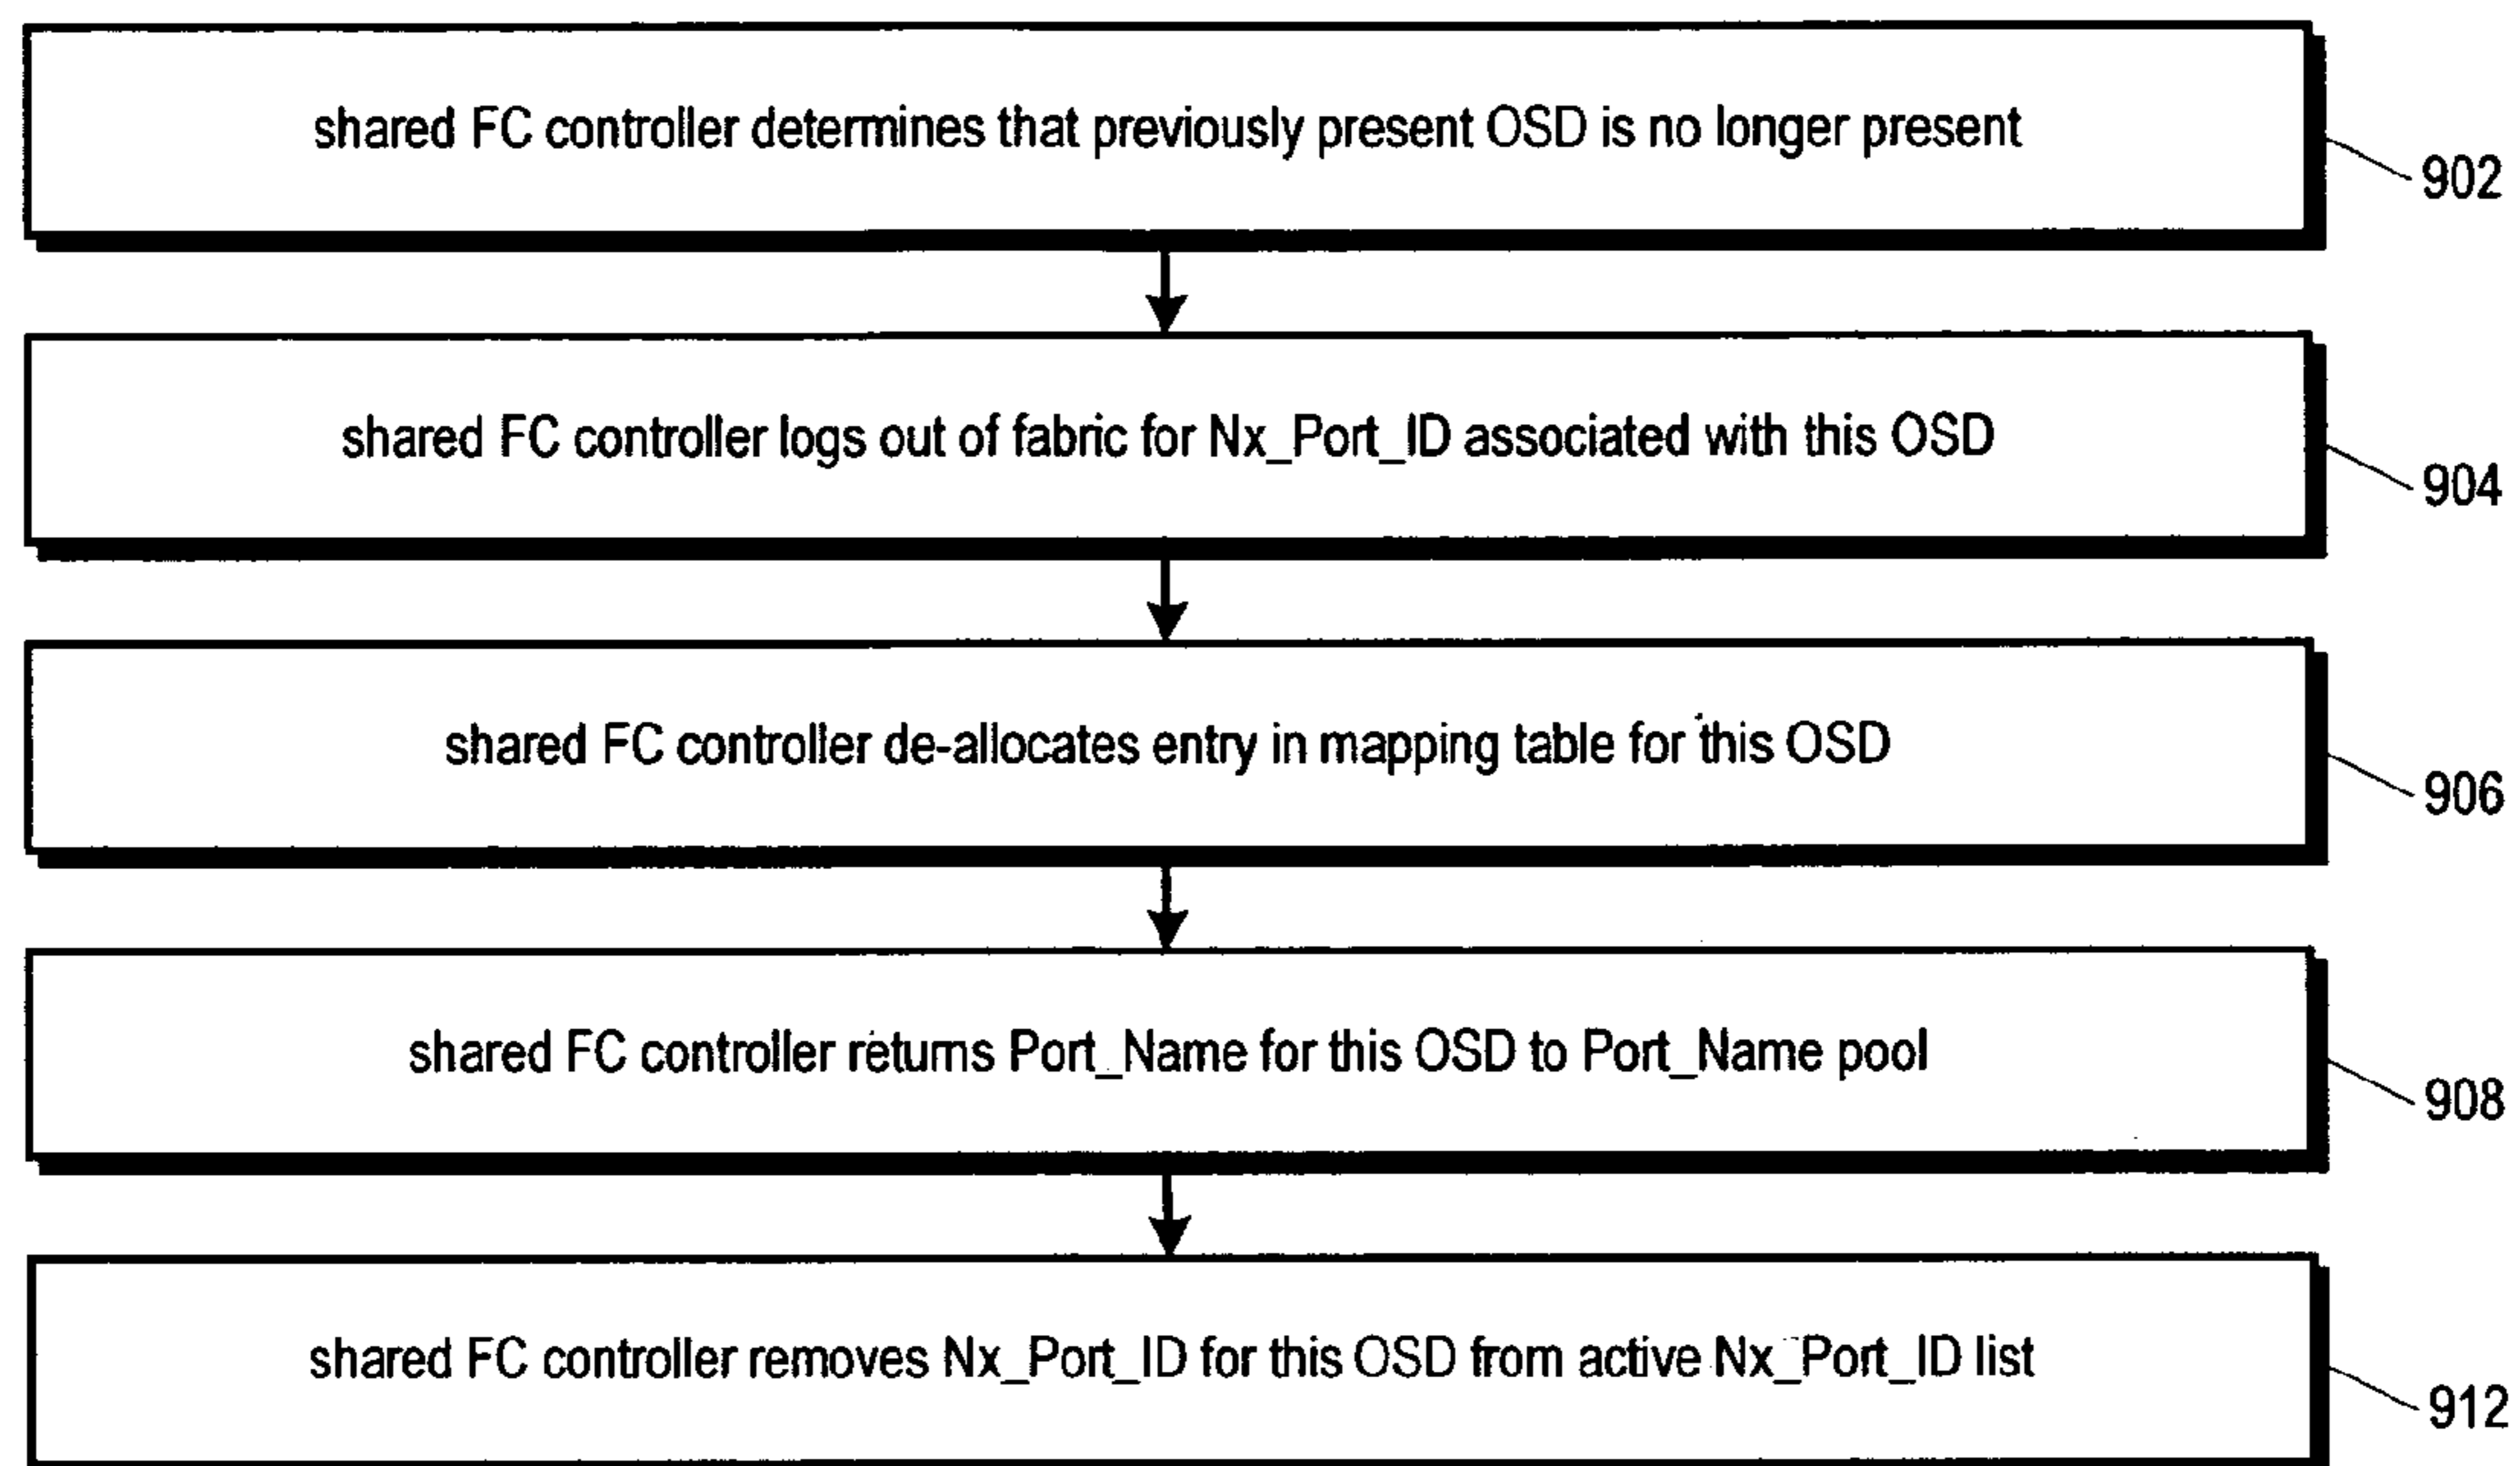 shared FC controller determines that previously present OSD is no longer present
902
shared FC controller logs out of fabric for Nx_Port_ID associated with this OSD
904
shared FC controller de-allocates entry in mapping table for this OSD
906
shared FC controller returns Port_Name for this OSD to Port_Name pool
908
shared FC controller removes Nx_Port_ID for this OSD from active Nx_Port_ID list
912